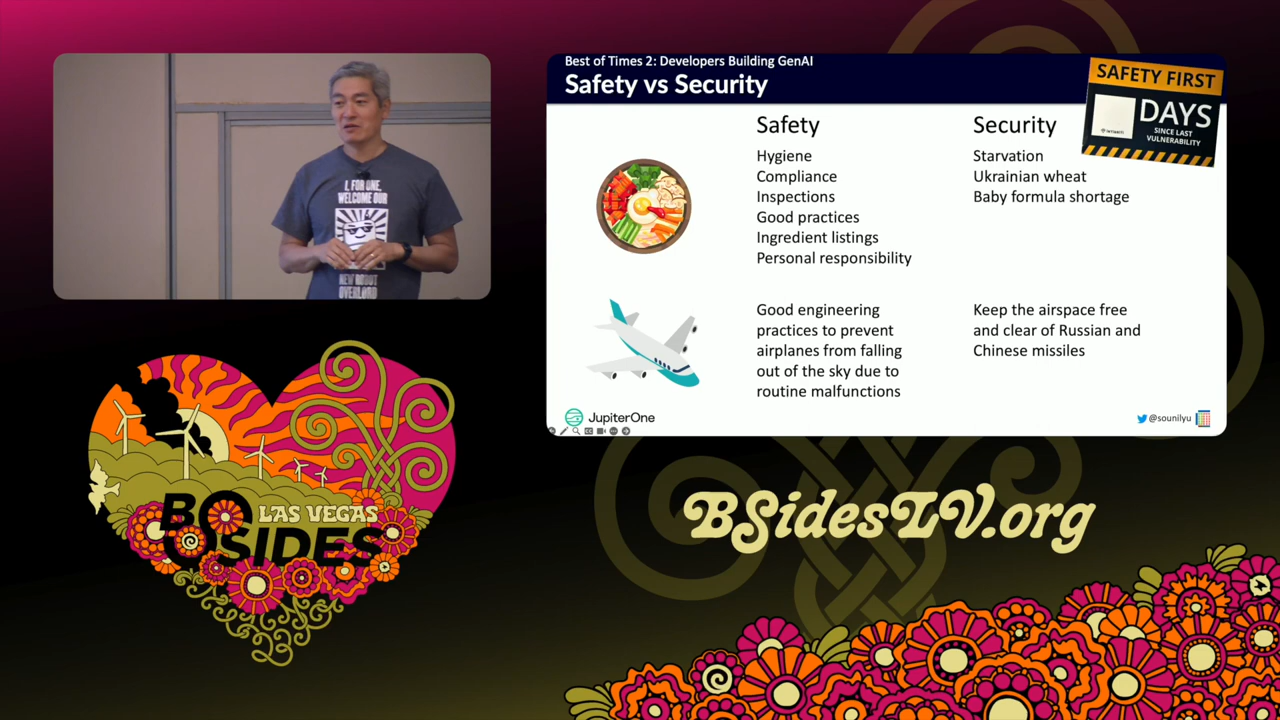 I, FOR ONE,
WELCOME OUR
NEW ROBOT
OVERLORD
Best of Times 2: Developers Building GenAI
Safety vs Security
SAFETY FIRST
DAYS
SINCE LAST
VULNERABILITY
Safety
Hygiene
Compliance
Inspections
Good practices
Ingredient listings
Personal responsibility
Security
Starvation
Ukrainian wheat
Baby formula shortage
Good engineering
practices to prevent
airplanes from falling
out of the sky due to
routine malfunctions
Keep the airspace free
and clear of Russian and
Chinese missiles
JupiterOne
@sounilyu
LAS VEGAS
BSIDES
23
BSidesLV.org